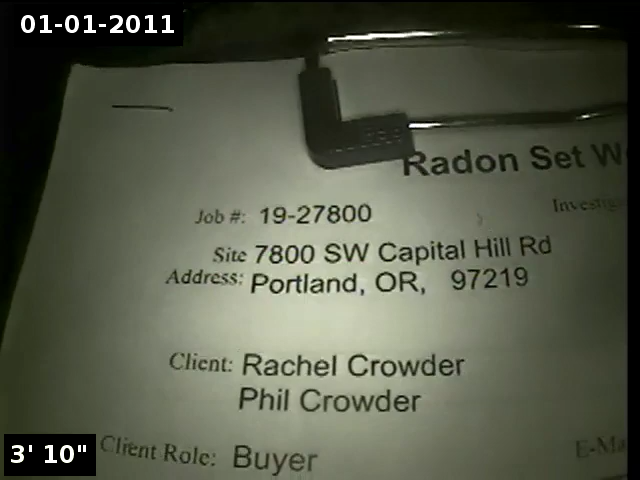 01-01-2011
Radon Set
Job #: 19-27800
Site 7800 SW Capital Hill Rd
Address: Portland, OR, 97219
Client: Rachel Crowder
Phil Crowder
Client Role: Buyer
3' 10"